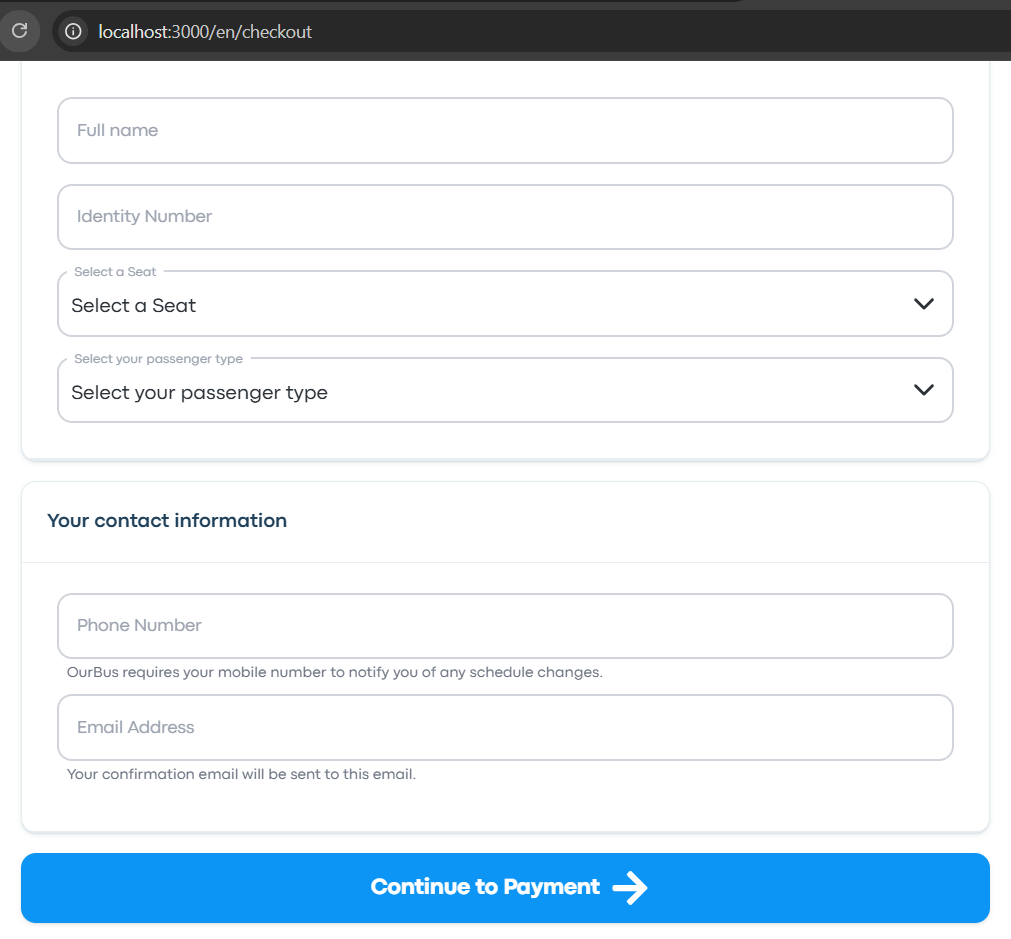 localhost:3000/en/checkout
Full name
Identity Number
Select a Seat
Select a Seat
Select your passenger type
Select your passenger type
Your contact information
Phone Number
OurBus requires your mobile number to notify you of any schedule changes.
Email Address
Your confirmation email will be sent to this email.
Continue to Payment